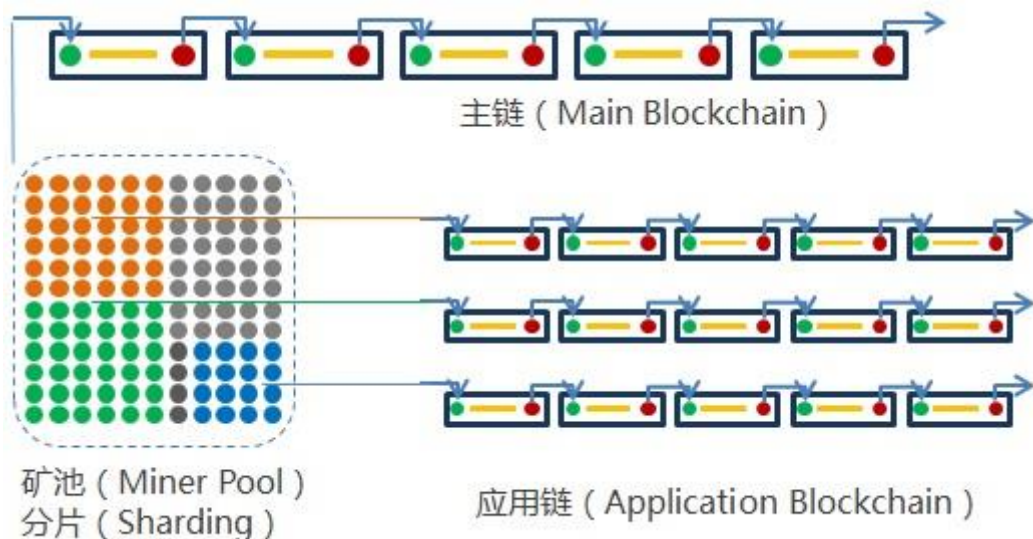 主链（Main Blockchain）
矿池（Miner Pool）
分片（Sharding）
应用链（Application Blockchain）